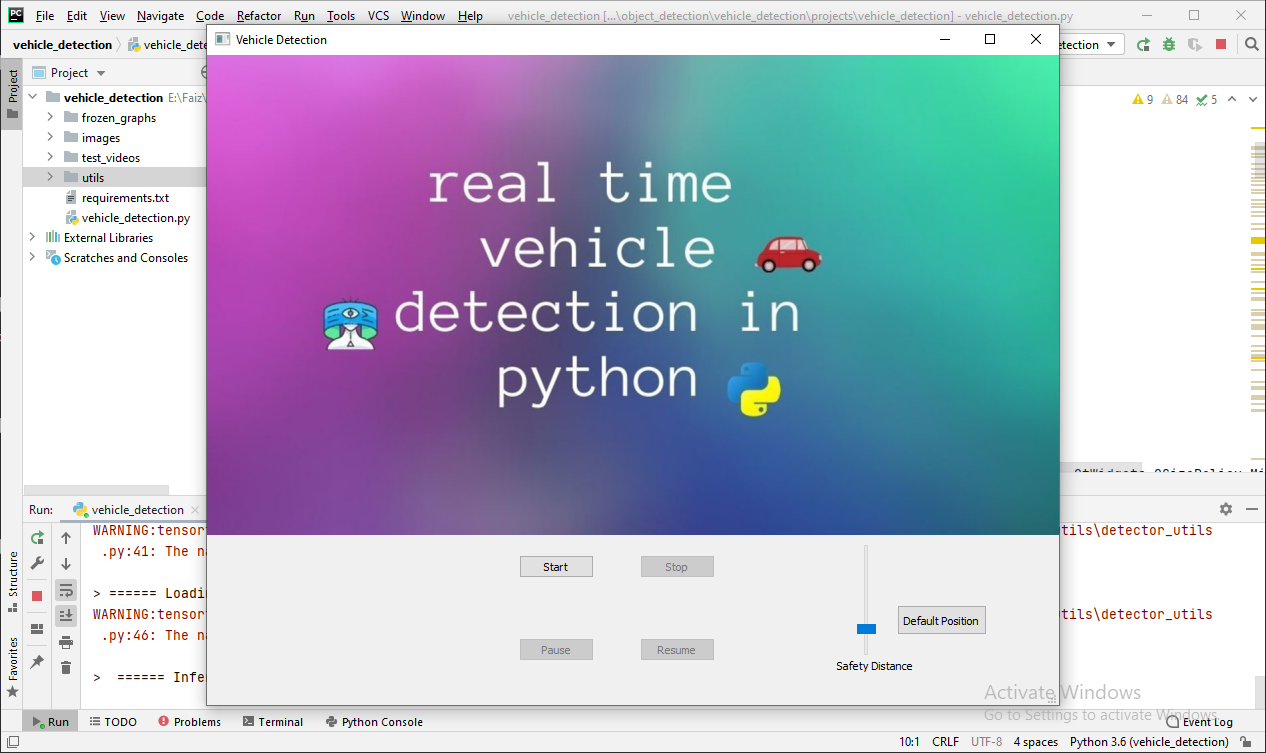 PC File Edit View Navigate Code Refactor Run Tools VCS Window Help vehicle_detection [...\object_detection\vehicle_detection\projects\vehicle_detection] - vehicle_detection.py
vehicle_detection vehicle_dete
Vehicle Detection
etection
Project
Project
9 84 5
vehicle_detection E:\Faiz\
frozen_graphs
images
test_videos
utils
requirements.txt
vehicle_detection.py
External Libraries
Scratches and Consoles
real time
vehicle
detection in
python
Run: vehicle_detection
WARNING:tensor
tils\detector_utils
.py:41: The na
> ====== Loadi
WARNING:tensor
tils\detector_utils
.py:46: The na
> ====== Infe
Structure
Favorites
Start Stop
Pause Resume
Default Position
Safety Distance
Activate Windows
Go to Settings to activate Windows.
Run TODO Problems Terminal Python Console Event Log
10:1 CRLF UTF-8 4 spaces Python 3.6 (vehicle_detection)